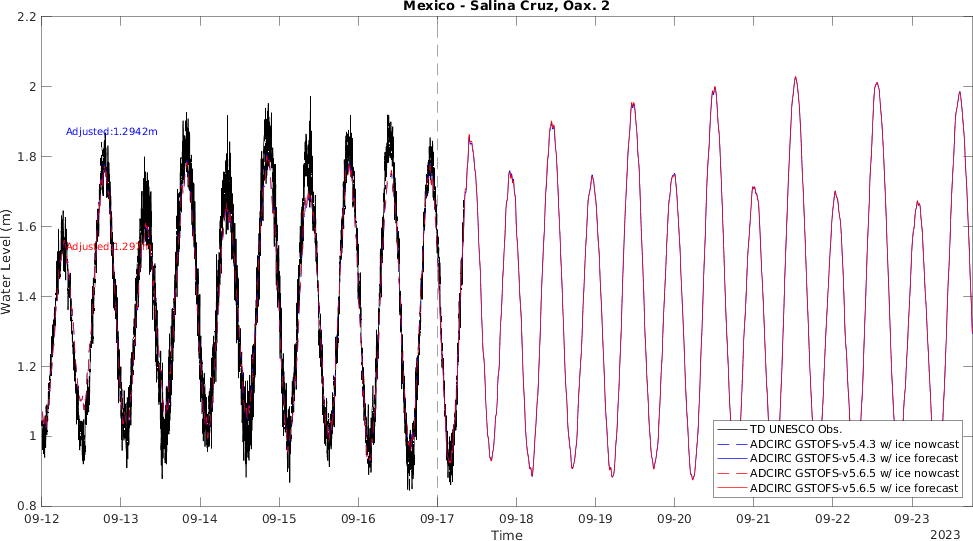 Mexico - Salina Cruz, Oax. 2
Water Level (m)
2.2
2
1.8
1.6
1.4
1.2
1
0.8
Adjusted:1.2942m
TD UNESCO Obs.
ADCIRC GSTOFS-v5.4.3 w/ ice nowcast
ADCIRC GSTOFS-v5.4.3 w/ ice forecast
ADCIRC GSTOFS-v5.6.5 w/ ice nowcast
ADCIRC GSTOFS-v5.6.5 w/ ice forecast
09-12 09-13 09-14 09-15 09-16 09-17 09-18 09-19 09-20 09-21 09-22 09-23
Time
2023